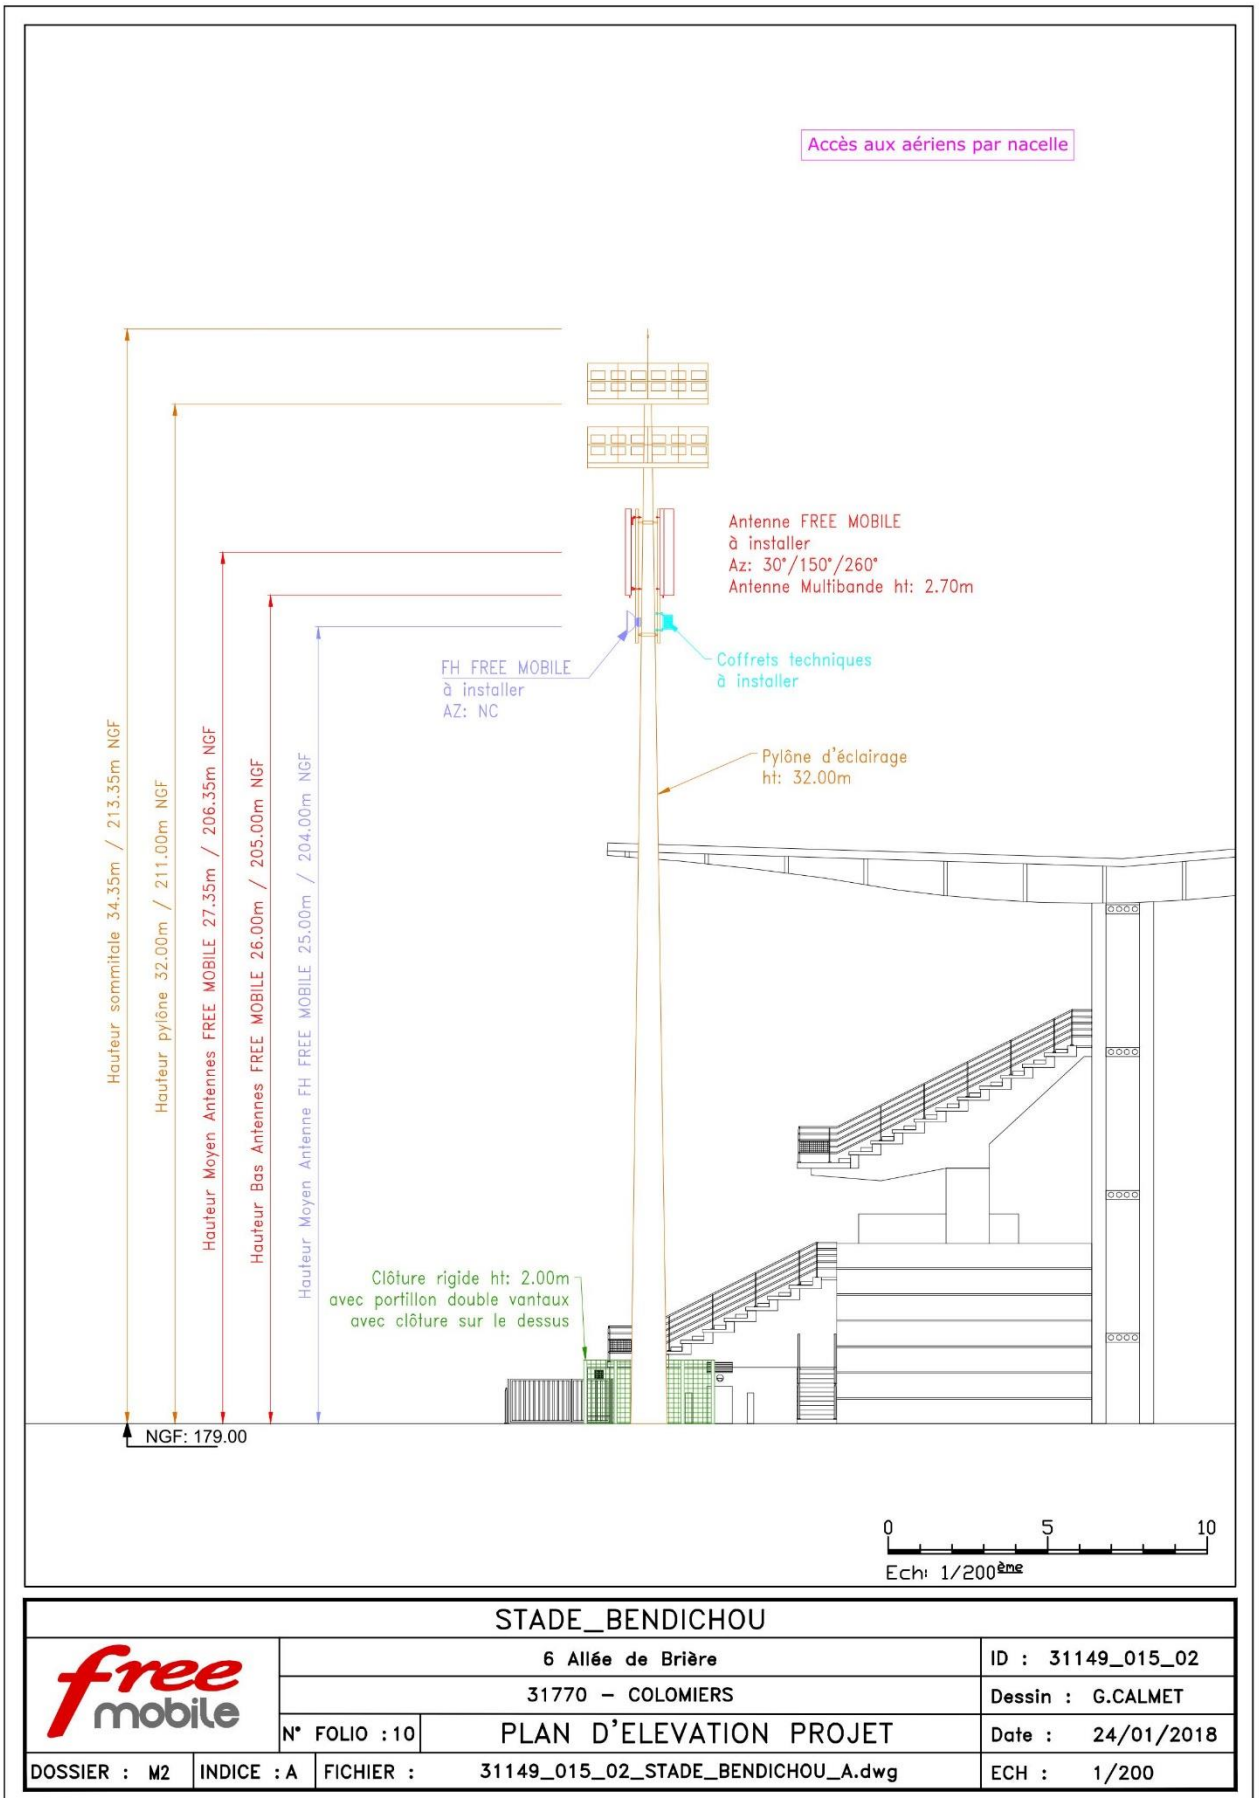 Accès aux aériens par nacelle
Antenne FREE MOBILE
à installer
Az: 30°/150°/260°
Antenne Multibande ht: 2.70m
FH FREE MOBILE
à installer
AZ: NC
Coffrets techniques
à installer
Pylône d'éclairage
ht: 32.00m
Hauteur sommitale 34.35m / 213.35m NGF
Hauteur pylône 32.00m / 211.00m NGF
Hauteur Moyen Antennes FREE MOBILE 27.35m / 206.35m NGF
Hauteur Bas Antennes FREE MOBILE 26.00m / 205.00m NGF
Hauteur Moyen Antenne FH FREE MOBILE 25.00m / 204.00m NGF
Clôture rigide ht: 2.00m
avec portillon double vantaux
avec clôture sur le dessus
NGF: 179.00
0 5 10
Ech: 1/200ème
STADE_BENDICHOU
free
mobile
6 Allée de Brière
ID : 31149_015_02
31770 - COLOMIERS
Dessin : G.CALMET
N° FOLIO :10
PLAN D'ELEVATION PROJET
Date : 24/01/2018
DOSSIER : M2
INDICE : A
FICHIER : 31149_015_02_STADE_BENDICHOU_A.dwg
ECH : 1/200